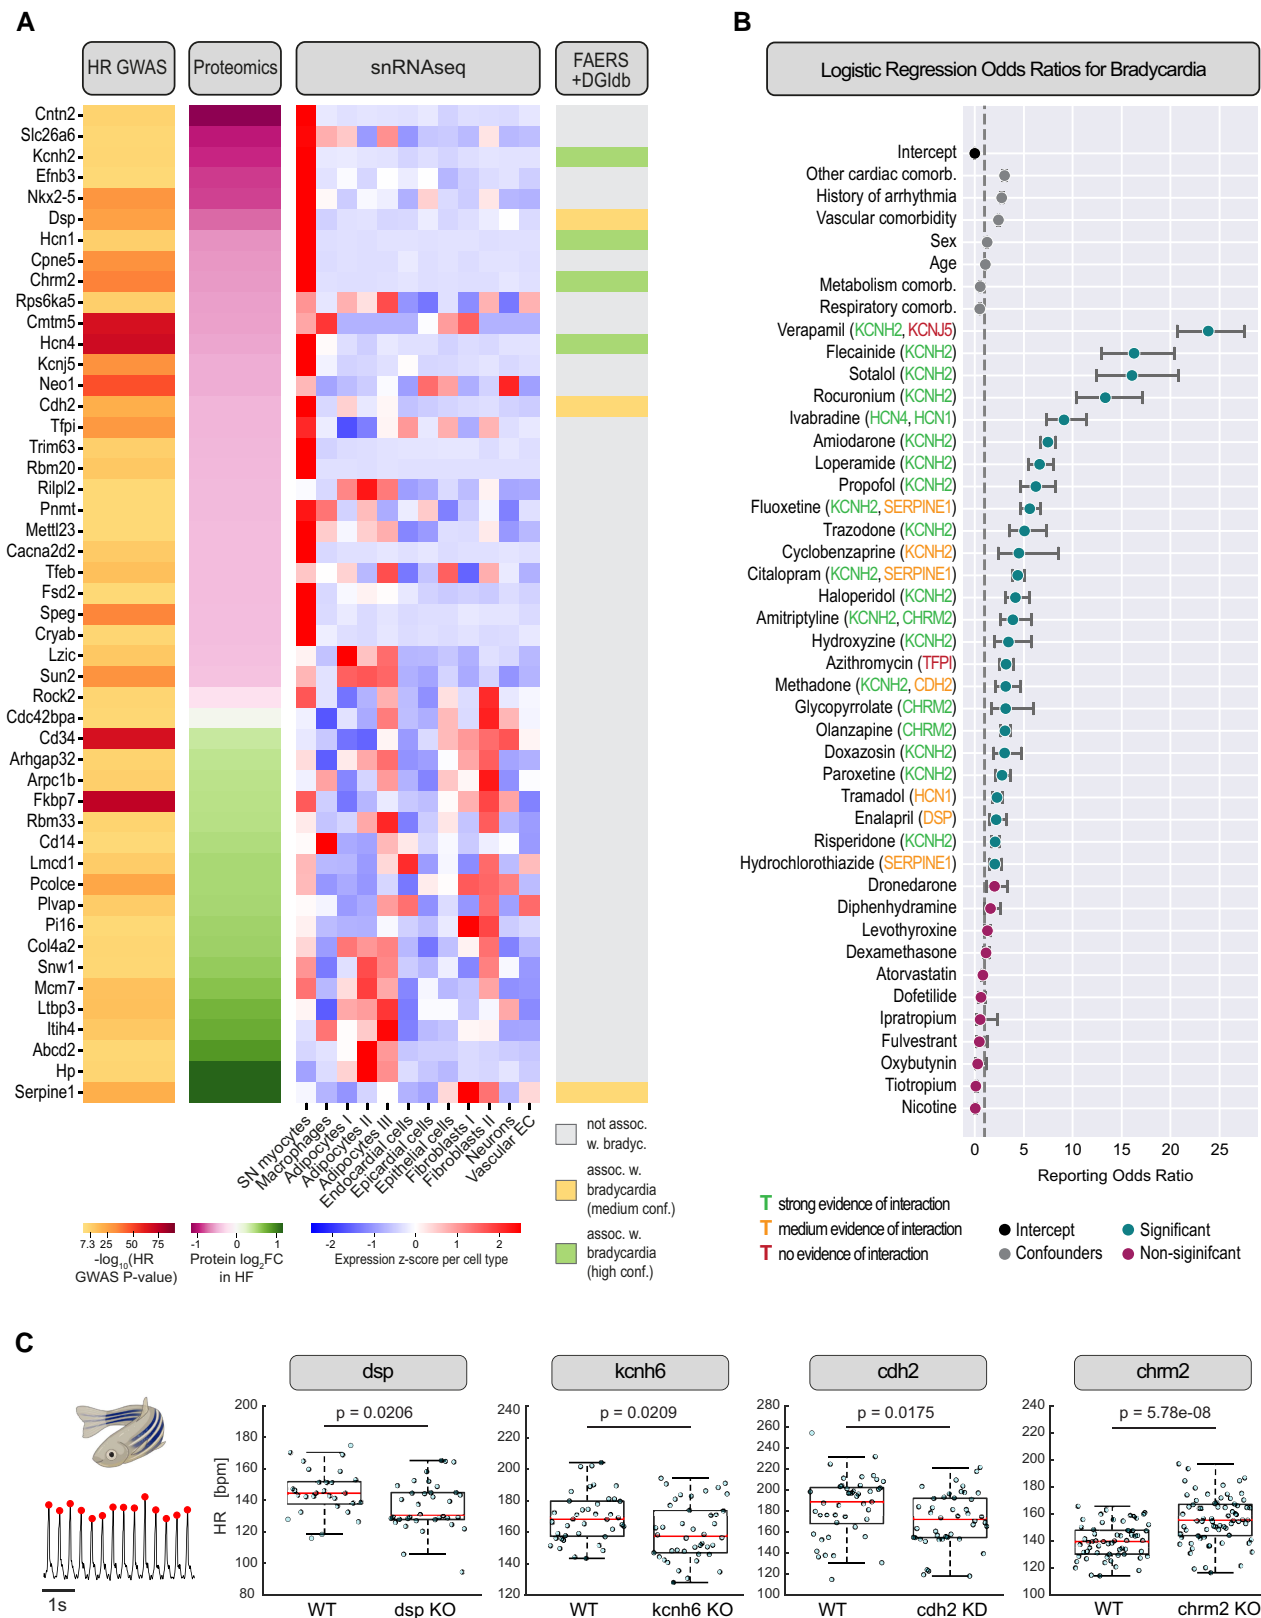 A
HR GWAS
Proteomics
snRNAseq
FAERS
+DGIdb
Cntn2
Slc26a6
Kcnh2
Efnb3
Nkx2-5
Dsp
Hcn1
Cpne5
Chrm2
Rps6ka5
Cmtm5
Hcn4
Kcnj5
Neo1
Cdh2
Tfpi
Trim63
Rbm20
Rilpl2
Pnmt
Mettl23
Cacna2d2
Tfeb
Fsd2
Speg
Cryab
Lzic
Sun2
Rock2
Cdc42bpa
Cd34
Arhgap32
Arpc1b
Fkbp7
Rbm33
Cd14
Lmcd1
Pcolce
Plvap
Pi16
Col4a2
Snw1
Mcm7
Ltbp3
Itih4
Abcd2
Hp
Serpine1
SN myocytes
Macrophages
Adipocytes I
Adipocytes II
Adipocytes III
Endocardial cells
Epicardial cells
Epithelial cells
Fibroblasts I
Fibroblasts II
Neurons
Vascular EC
not assoc.
w. bradyc.
assoc. w.
bradycardia
(medium conf.)
assoc. w.
bradycardia
(high conf.)
7.3 25 50 75
-log10(HR
GWAS P-value)
-1 0 1
Protein log2FC
in HF
-2 -1 0 1 2
Expression z-score per cell type
B
Logistic Regression Odds Ratios for Bradycardia
Intercept
Other cardiac comorb.
History of arrhythmia
Vascular comorbidity
Sex
Age
Metabolism comorb.
Respiratory comorb.
Verapamil (KCNH2, KCNJ5)
Flecainide (KCNH2)
Sotalol (KCNH2)
Rocuronium (KCNH2)
Ivabradine (HCN4, HCN1)
Amiodarone (KCNH2)
Loperamide (KCNH2)
Propofol (KCNH2)
Fluoxetine (KCNH2, SERPINE1)
Trazodone (KCNH2)
Cyclobenzaprine (KCNH2)
Citalopram (KCNH2, SERPINE1)
Haloperidol (KCNH2)
Amitriptyline (KCNH2, CHRM2)
Hydroxyzine (KCNH2)
Azithromycin (TFPI)
Methadone (KCNH2, CDH2)
Glycopyrrolate (CHRM2)
Olanzapine (CHRM2)
Doxazosin (KCNH2)
Paroxetine (KCNH2)
Tramadol (HCN1)
Enalapril (DSP)
Risperidone (KCNH2)
Hydrochlorothiazide (SERPINE1)
Dronedarone
Diphenhydramine
Levothyroxine
Dexamethasone
Atorvastatin
Dofetilide
Ipratropium
Fulvestrant
Oxybutynin
Tiotropium
Nicotine
0 5 10 15 20 25
Reporting Odds Ratio
T strong evidence of interaction
T medium evidence of interaction
T no evidence of interaction
Intercept
Confounders
Significant
Non-siginifcant
C
1s
dsp
HR [bpm]
200
180
160
140
120
100
80
p = 0.0206
WT dsp KO
kcnh6
240
220
200
180
160
140
120
p = 0.0209
WT kcnh6 KO
cdh2
280
260
240
220
200
180
160
140
120
100
p = 0.0175
WT cdh2 KD
chrm2
240
220
200
180
160
140
120
100
p = 5.78e-08
WT chrm2 KO